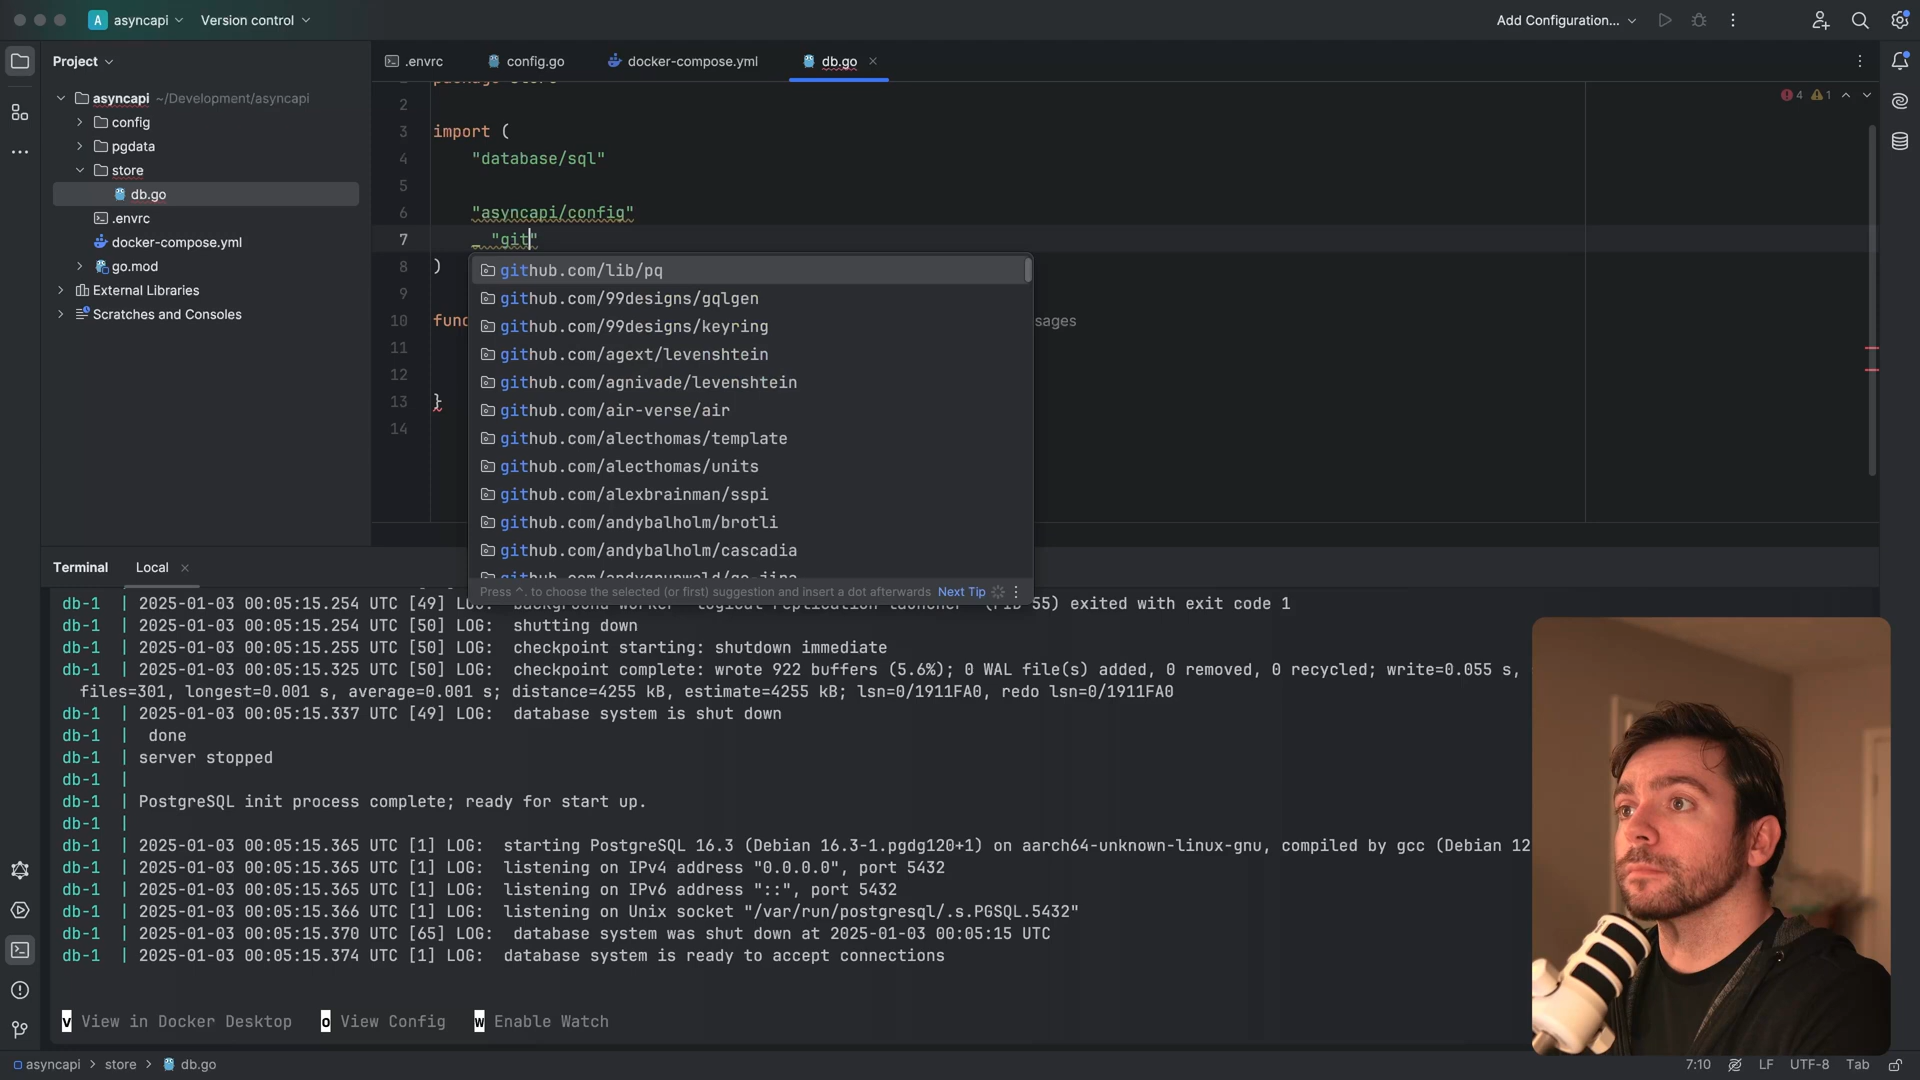 A asyncapi Version control Add Configuration...
Project
.envrc config.go docker-compose.yml db.go
asyncapi ~/Development/asyncapi
config
pgdata
store
db.go
.envrc
docker-compose.yml
go.mod
External Libraries
Scratches and Consoles
4 1
2
3 import (
4 "database/sql"
5
6 "asyncapi/config"
7 _ "git"
8 )
9
10 func sages
11
12
13 }
14
github.com/lib/pq
github.com/99designs/gqlgen
github.com/99designs/keyring
github.com/agext/levenshtein
github.com/agnivade/levenshtein
github.com/air-verse/air
github.com/alecthomas/template
github.com/alecthomas/units
github.com/alexbrainman/sspi
github.com/andybalholm/brotli
github.com/andybalholm/cascadia
Press ^. to choose the selected (or first) suggestion and insert a dot afterwards Next Tip
Terminal Local
db-1 | 2025-01-03 00:05:15.254 UTC [49] LOG: background worker "logical replication launcher" (PID 55) exited with exit code 1
db-1 | 2025-01-03 00:05:15.254 UTC [50] LOG: shutting down
db-1 | 2025-01-03 00:05:15.255 UTC [50] LOG: checkpoint starting: shutdown immediate
db-1 | 2025-01-03 00:05:15.325 UTC [50] LOG: checkpoint complete: wrote 922 buffers (5.6%); 0 WAL file(s) added, 0 removed, 0 recycled; write=0.055 s,
files=301, longest=0.001 s, average=0.001 s; distance=4255 kB, estimate=4255 kB; lsn=0/1911FA0, redo lsn=0/1911FA0
db-1 | 2025-01-03 00:05:15.337 UTC [49] LOG: database system is shut down
db-1 | done
db-1 | server stopped
db-1 |
db-1 | PostgreSQL init process complete; ready for start up.
db-1 |
db-1 | 2025-01-03 00:05:15.365 UTC [1] LOG: starting PostgreSQL 16.3 (Debian 16.3-1.pgdg120+1) on aarch64-unknown-linux-gnu, compiled by gcc (Debian 12
db-1 | 2025-01-03 00:05:15.365 UTC [1] LOG: listening on IPv4 address "0.0.0.0", port 5432
db-1 | 2025-01-03 00:05:15.365 UTC [1] LOG: listening on IPv6 address "::", port 5432
db-1 | 2025-01-03 00:05:15.366 UTC [1] LOG: listening on Unix socket "/var/run/postgresql/.s.PGSQL.5432"
db-1 | 2025-01-03 00:05:15.370 UTC [65] LOG: database system was shut down at 2025-01-03 00:05:15 UTC
db-1 | 2025-01-03 00:05:15.374 UTC [1] LOG: database system is ready to accept connections
v View in Docker Desktop o View Config w Enable Watch
asyncapi > store > db.go 7:10 LF UTF-8 Tab